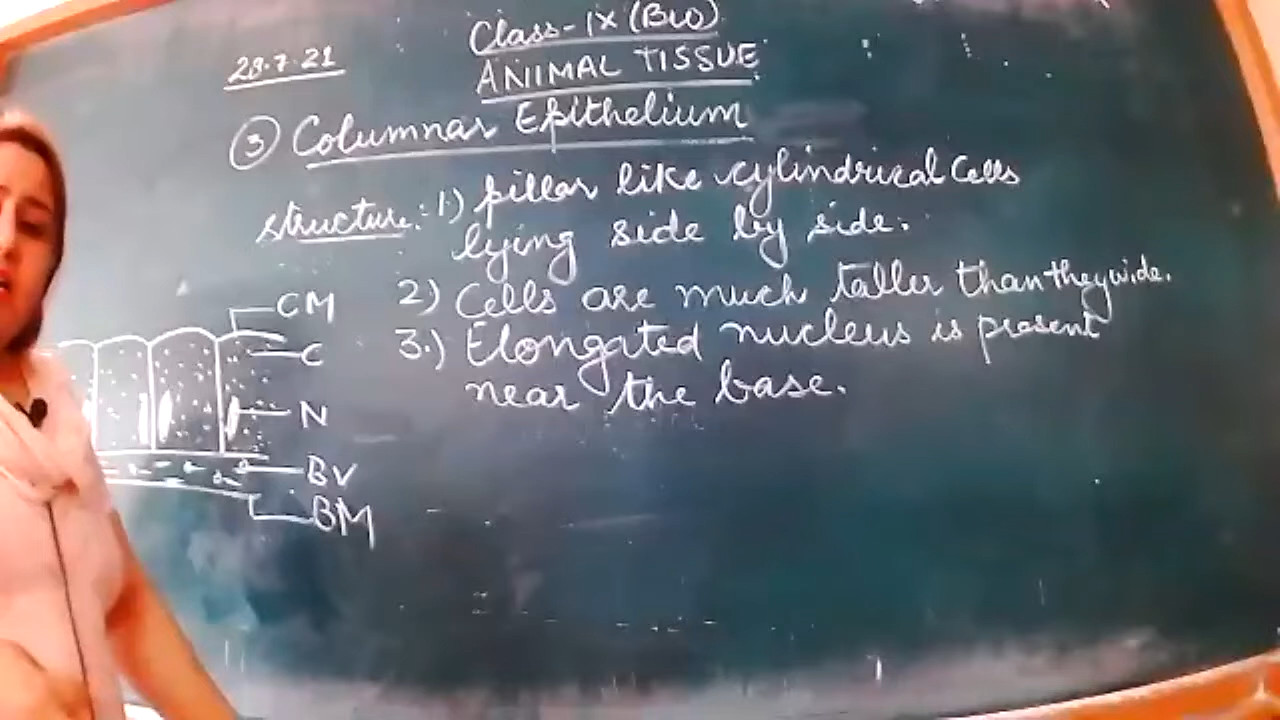 Class-IX (Bio)
28.7.21
ANIMAL TISSUE
③ Columnar Epithelium
structure:- 1.) pillar like cylindrical Cells
lying side by side.
2) Cells are much taller than they wide.
3.) Elongated nucleus is present
near the base.
CM
C
N
BV
BM